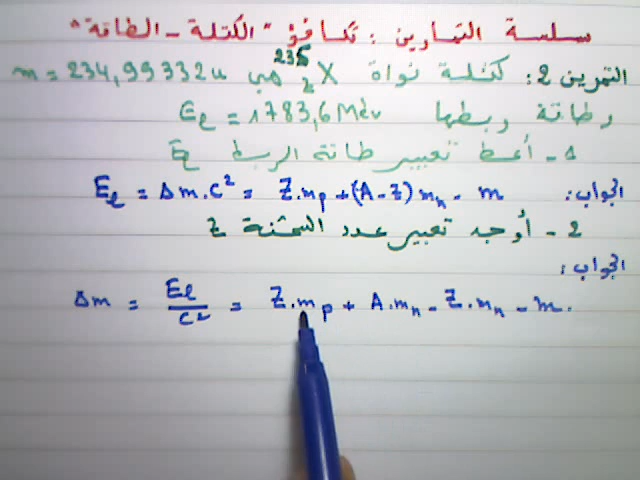 سلسلة التمارين: تكافؤ "الكتلة - الطاقة"
التمرين 2: كتلة نواة ²³⁵zX هي m = 234,99332u
وطاقة ربطها Eℓ = 1783,6 Mev
1 - أعط تعبير طاقة الربط Eℓ
الجواب: Eℓ = Δm.c² = Z.mp + (A - Z) mn - m
2 - أوجد تعبير عدد الشحنة Z
الجواب:
Δm = Eℓ/c² = Z.mp + A.mn - Z.mn - m.